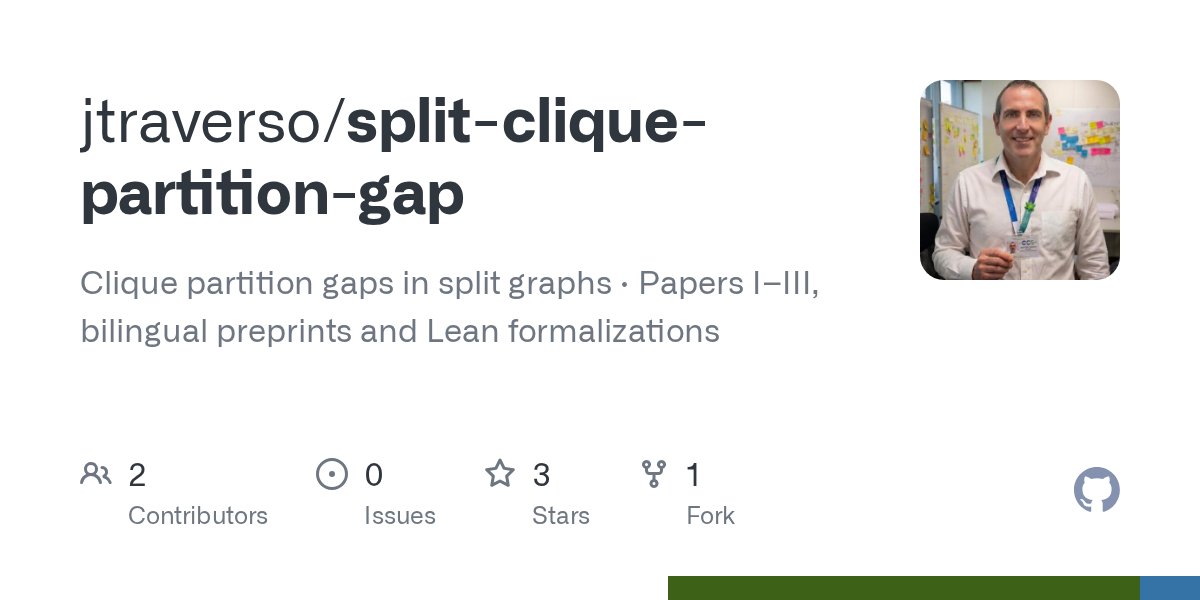 jtraverso/split-clique-
partition-gap
Clique partition gaps in split graphs · Papers I–III,
bilingual preprints and Lean formalizations
2
Contributors
0
Issues
3
Stars
1
Fork